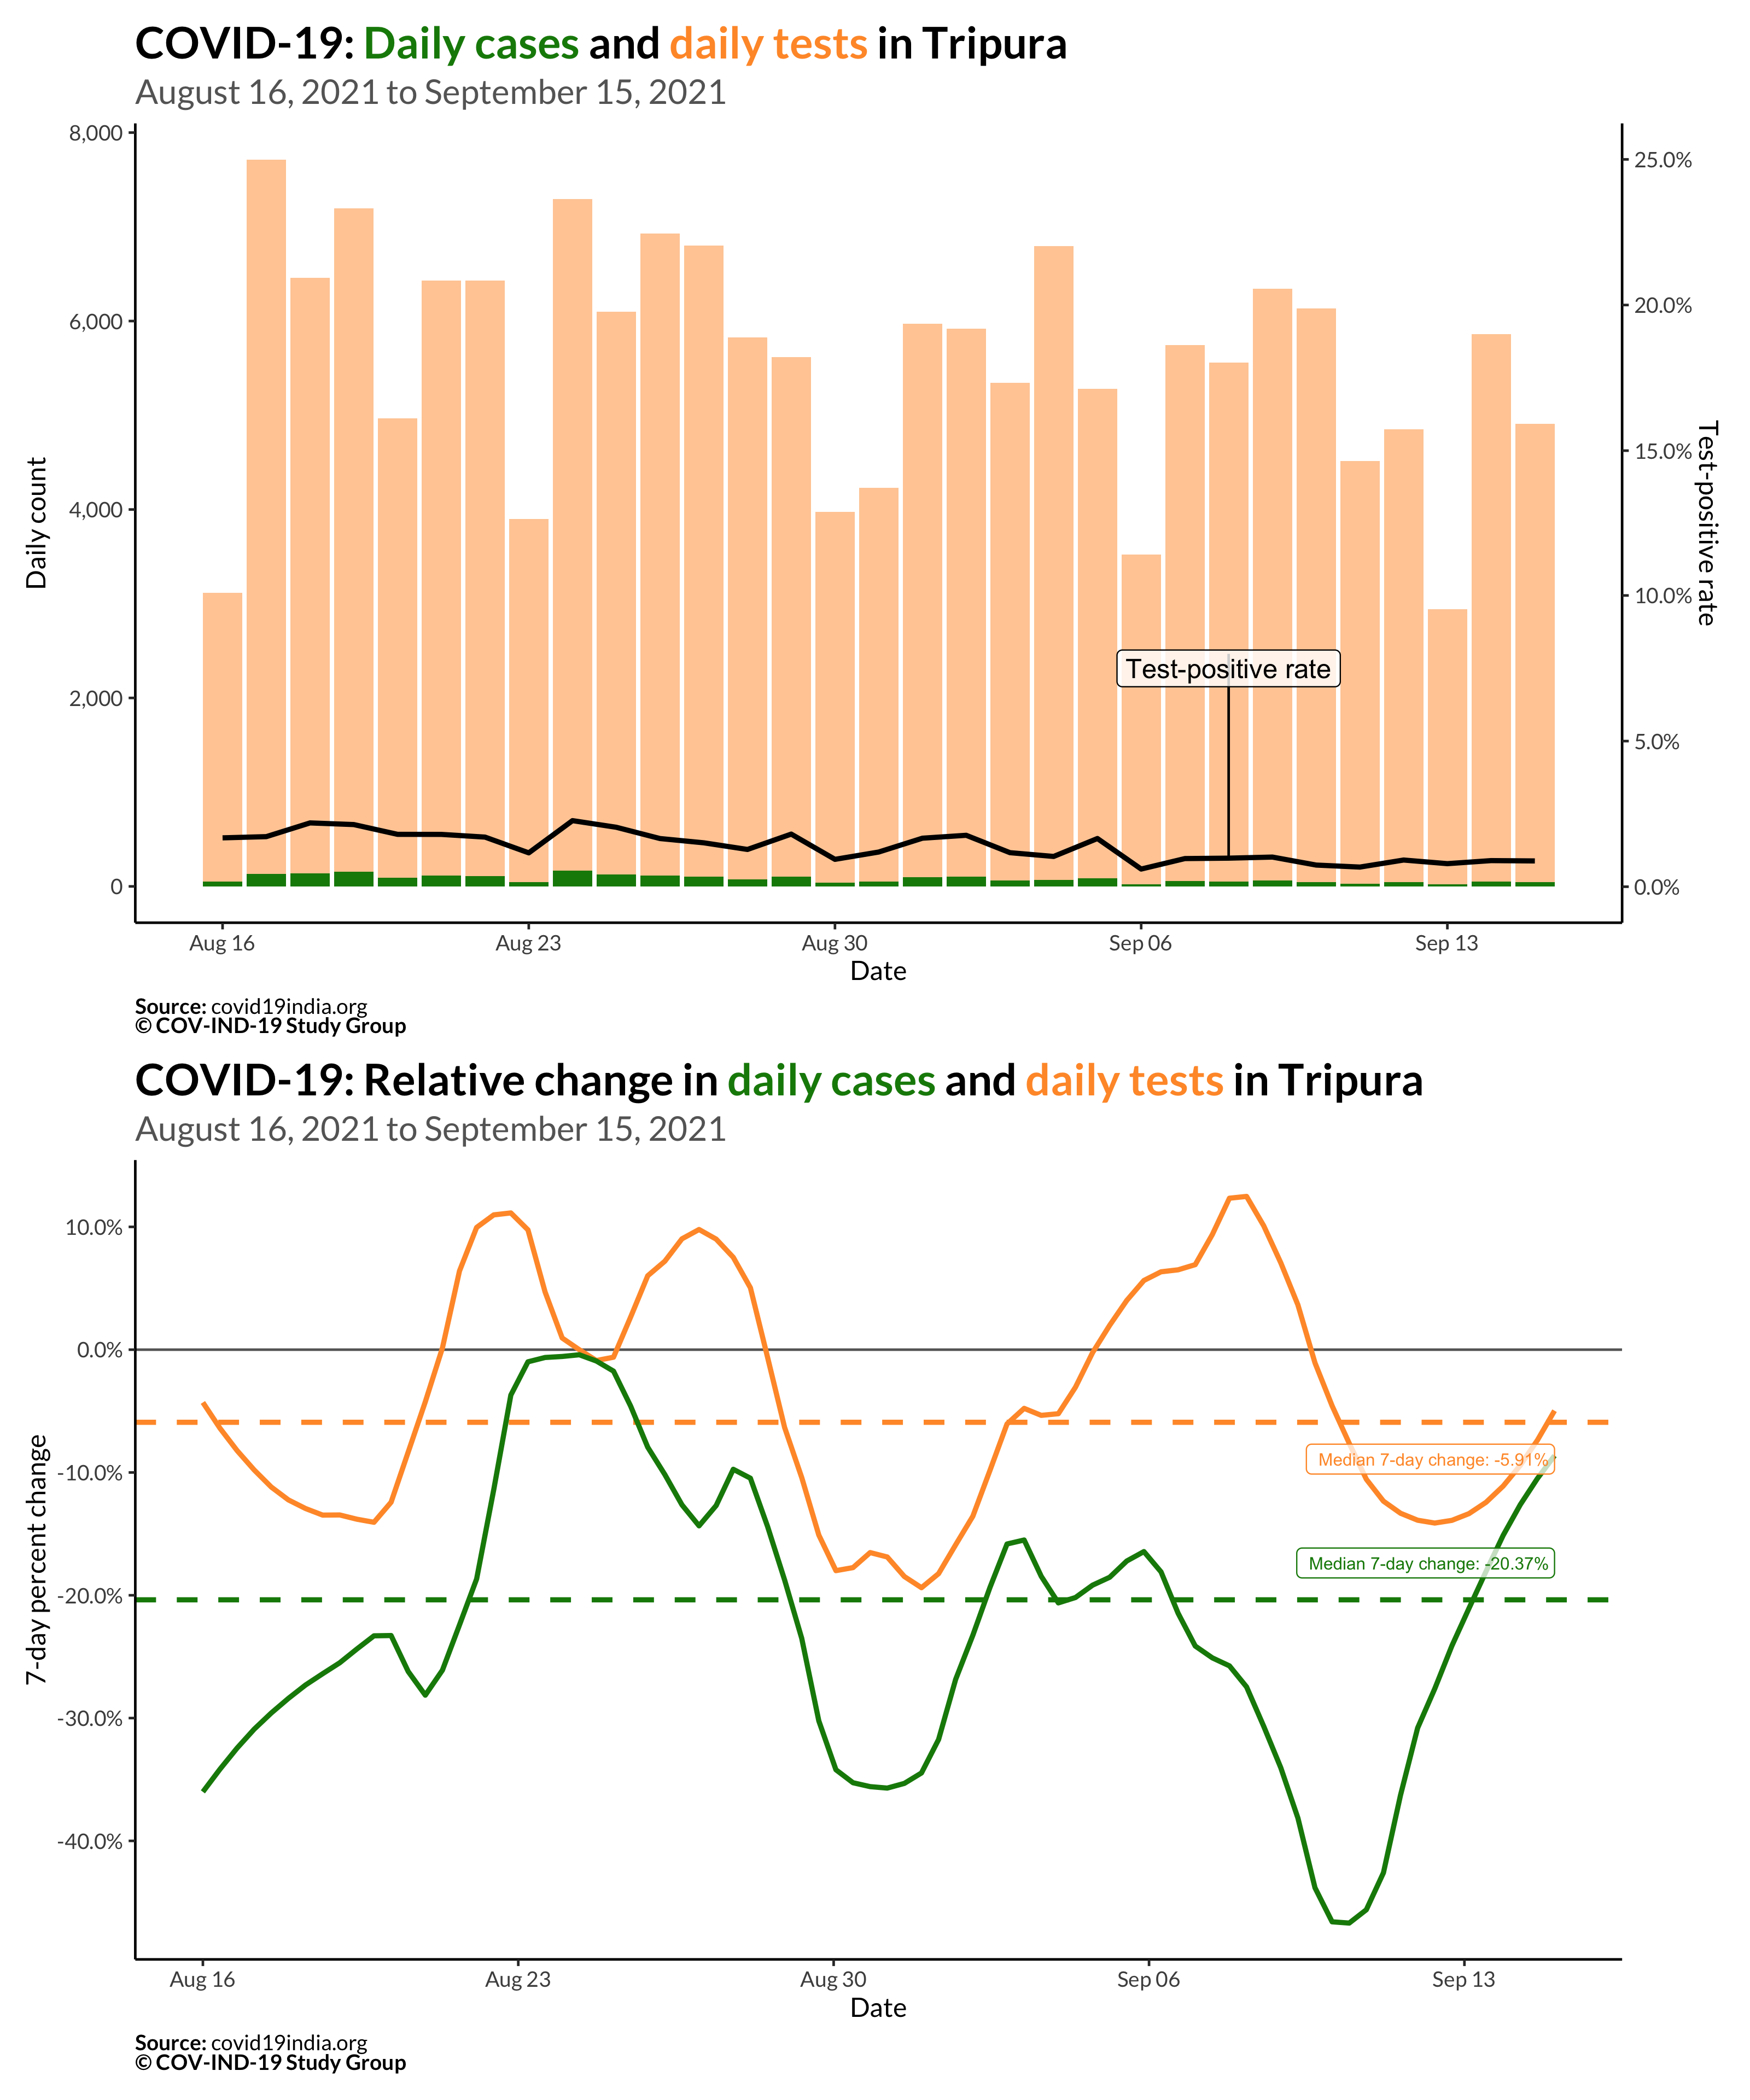 COVID-19: Daily cases and daily tests in Tripura
August 16, 2021 to September 15, 2021
8,000
6,000
4,000
2,000
0
Daily count
25.0%
20.0%
15.0%
10.0%
5.0%
0.0%
Test-positive rate
Test-positive rate
Aug 16
Aug 23
Aug 30
Sep 06
Sep 13
Date
Source: covid19india.org
© COV-IND-19 Study Group
COVID-19: Relative change in daily cases and daily tests in Tripura
August 16, 2021 to September 15, 2021
10.0%
0.0%
-10.0%
-20.0%
-30.0%
-40.0%
7-day percent change
Median 7-day change: -5.91%
Median 7-day change: -20.37%
Aug 16
Aug 23
Aug 30
Sep 06
Sep 13
Date
Source: covid19india.org
© COV-IND-19 Study Group